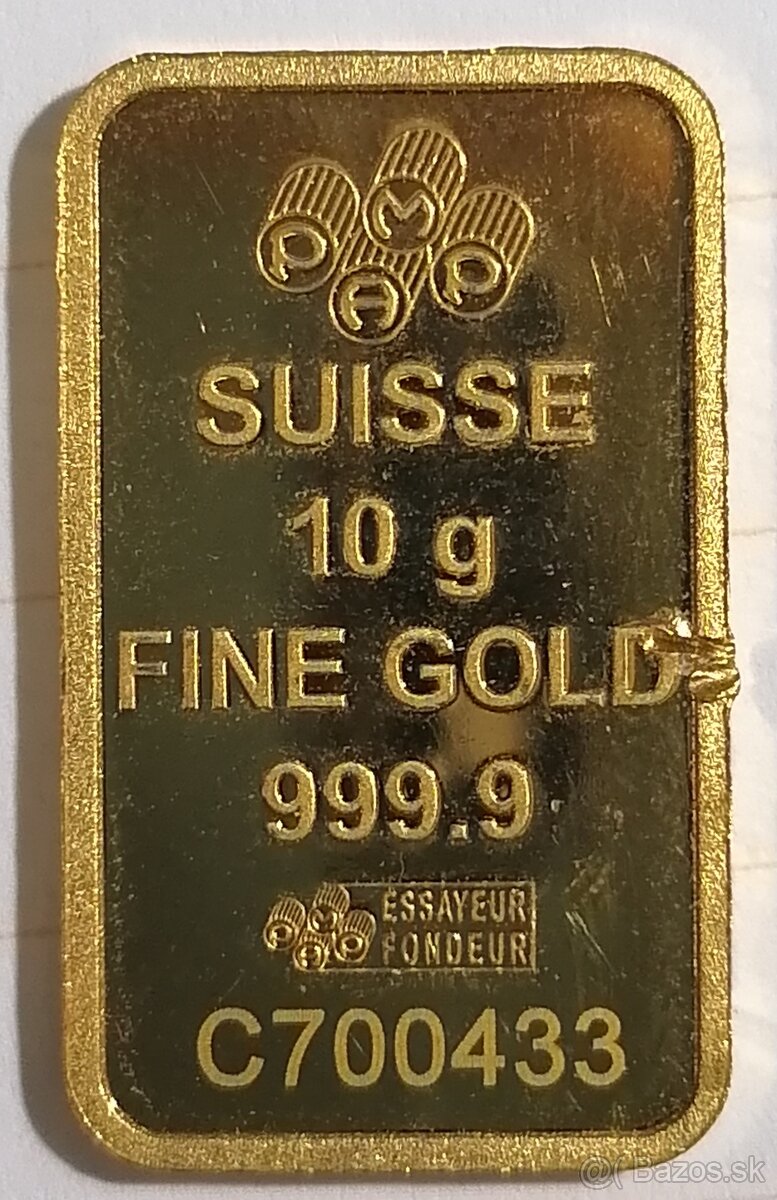 PAMP
SUISSE
10 g
FINE GOLD
999.9
PAMP ESSAYEUR
FONDEUR
C700433
@( Bazos.sk